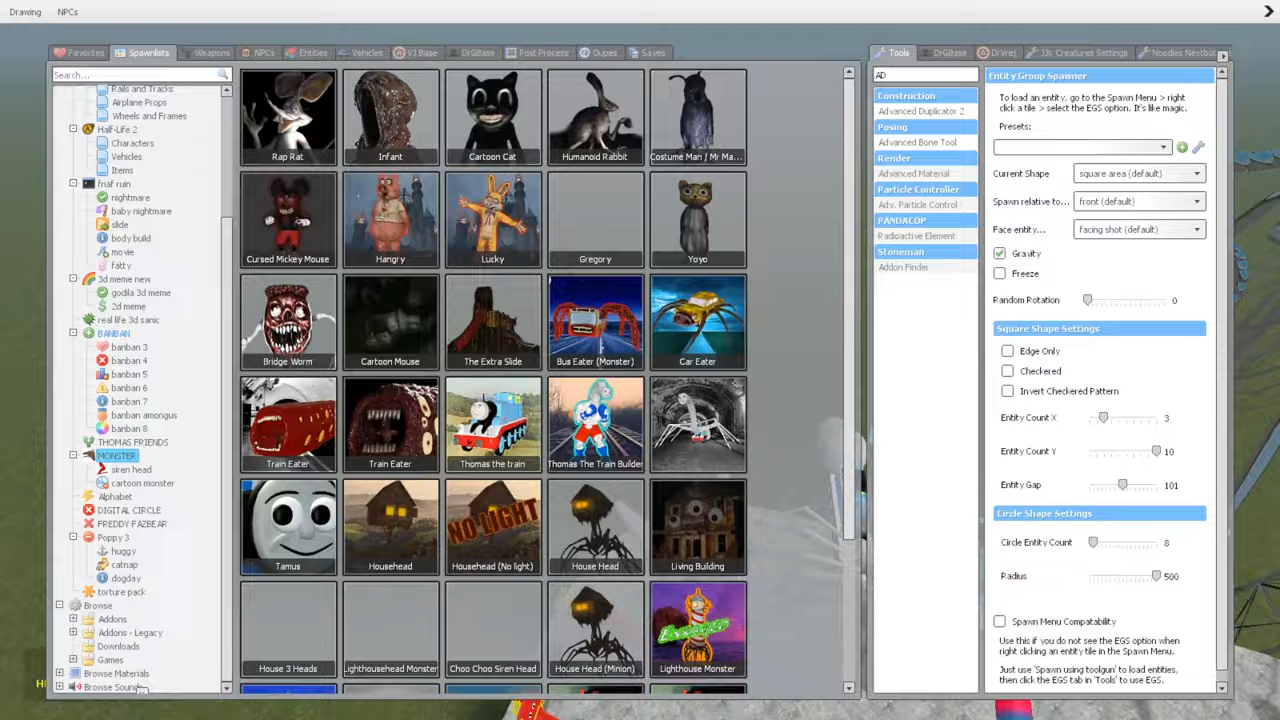 Drawing NPCs
Favorites Spawnlists Weapons NPCs Entities Vehicles VJ Base DrGBase Post Process Dupes Saves
Search...
Rails and Tracks
Airplane Props
Wheels and Frames
Half-Life 2
Characters
Vehicles
Items
fnaf ruin
nightmare
baby nightmare
slide
body build
movie
fatty
3d meme new
godila 3d meme
2d meme
real life 3d sanic
BANBAN
banban 3
banban 4
banban 5
banban 6
banban 7
banban amongus
banban 8
THOMAS FRIENDS
MONSTER
siren head
cartoon monster
Alphabet
DIGITAL CIRCLE
FREDDY FAZBEAR
Poppy 3
huggy
catnap
dogday
torture pack
Browse
Addons
Addons - Legacy
Downloads
Games
Browse Materials
Browse Sounds
Rap Rat Infant Cartoon Cat Humanoid Rabbit Costume Man / Mr Ma...
Cursed Mickey Mouse Hangry Lucky Gregory Yoyo
Bridge Worm Cartoon Mouse The Extra Slide Bus Eater (Monster) Car Eater
Train Eater Train Eater Thomas the train Thomas The Train Builder
NO LIGHT
Tamus Househead Househead (No light) House Head Living Building
House 3 Heads Lighthousehead Monster Choo Choo Siren Head House Head (Minion) Lighthouse Monster
Tools DrGBase DrVrej JJK Creatures Settings Noodles Nextbot
AD
Construction
Advanced Duplicator 2
Posing
Advanced Bone Tool
Render
Advanced Material
Particle Controller
Adv. Particle Control
PANDACOP
Radioactive Element
Stoneman
Addon Finder
Entity Group Spawner
To load an entity, go to the Spawn Menu > right
click a tile > select the EGS option. It's like magic.
Presets:
Current Shape square area (default)
Spawn relative to... front (default)
Face entity... facing shot (default)
Gravity
Freeze
Random Rotation 0
Square Shape Settings
Edge Only
Checkered
Invert Checkered Pattern
Entity Count X 3
Entity Count Y 10
Entity Gap 101
Circle Shape Settings
Circle Entity Count 8
Radius 500
Spawn Menu Compatability
Use this if you do not see the EGS option when
right clicking an entity tile in the Spawn Menu.
Just use 'Spawn using toolgun' to load entities,
then click the EGS tab in 'Tools' to use EGS.